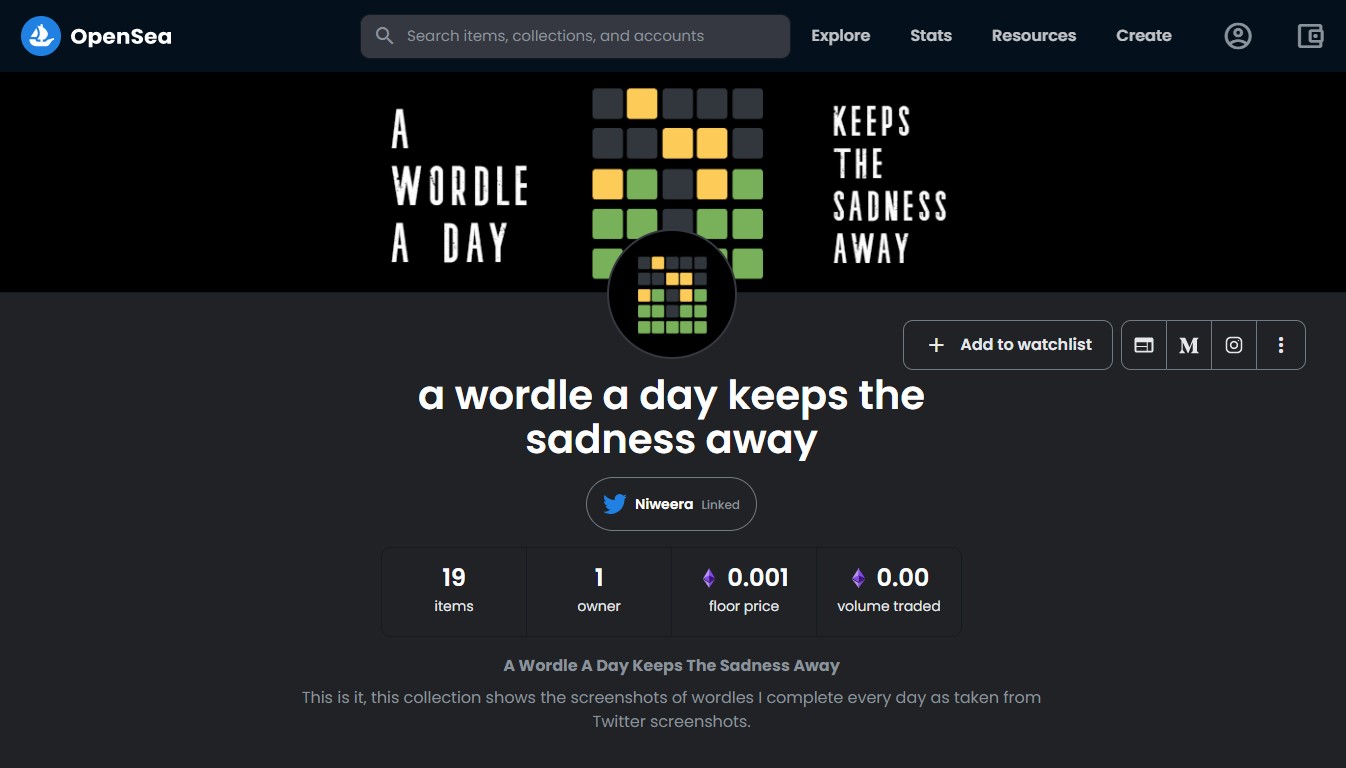 OpenSea
Search items, collections, and accounts
Explore
Stats
Resources
Create
A
WORDLE
A DAY
KEEPS
THE
SADNESS
AWAY
Add to watchlist
M
a wordle a day keeps the
sadness away
Niweera Linked
19
items
1
owner
0.001
floor price
0.00
volume traded
A Wordle A Day Keeps The Sadness Away
This is it, this collection shows the screenshots of wordles I complete every day as taken from
Twitter screenshots.